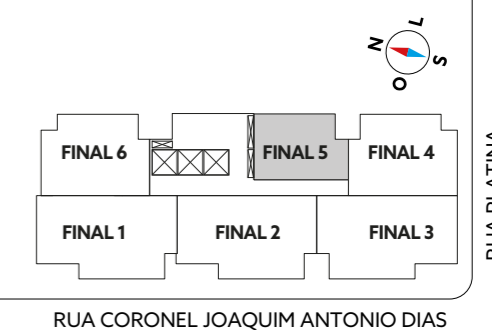 N
L
S
O
FINAL 6
FINAL 5
FINAL 4
FINAL 1
FINAL 2
FINAL 3
RUA PLATINA
RUA CORONEL JOAQUIM ANTONIO DIAS